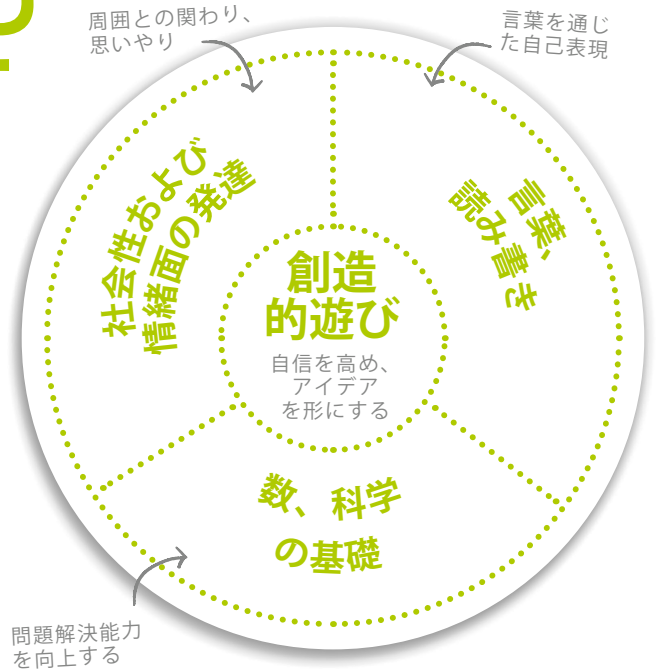 周囲との関わり、
思いやり
言葉を通じ
た自己表現
社会性および
情緒面の発達
言葉、
読み書き
創造
的遊び
自信を高め、
アイデア
を形にする
数、科学
の基礎
問題解決能力
を向上する